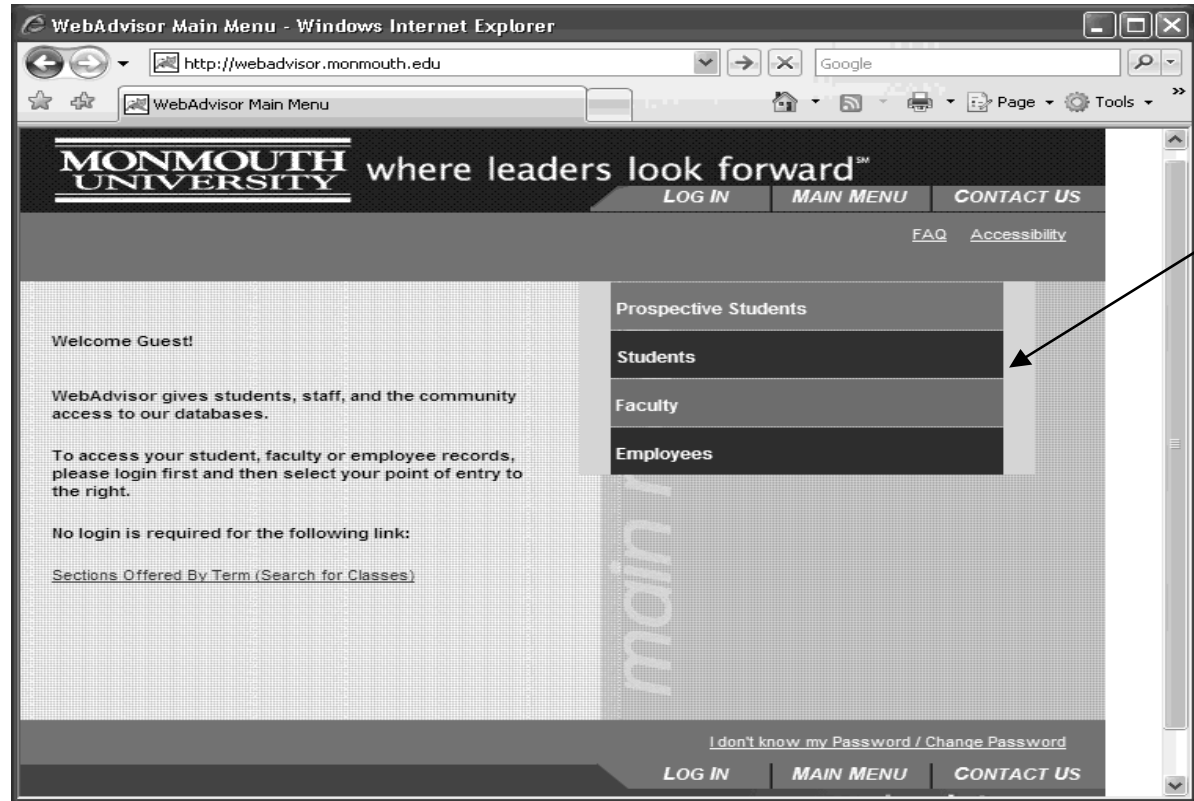 WebAdvisor Main Menu - Windows Internet Explorer
http://webadvisor.monmouth.edu
Google
WebAdvisor Main Menu
Page
Tools
MONMOUTH
UNIVERSITY
where leaders look forward℠
LOG IN MAIN MENU CONTACT US
FAQ Accessibility
Welcome Guest!
WebAdvisor gives students, staff, and the community
access to our databases.
To access your student, faculty or employee records,
please login first and then select your point of entry to
the right.
No login is required for the following link:
Sections Offered By Term (Search for Classes)
Prospective Students
Students
Faculty
Employees
main
I don't know my Password / Change Password
LOG IN MAIN MENU CONTACT US